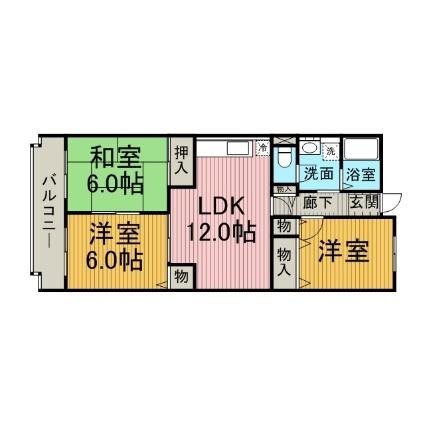 バルコニー
和室
6.0帖
押入
洋室
6.0帖
物
LDK
12.0帖
冷
洗
洗面
浴室
物入
廊下
玄関
物
物入
洋室